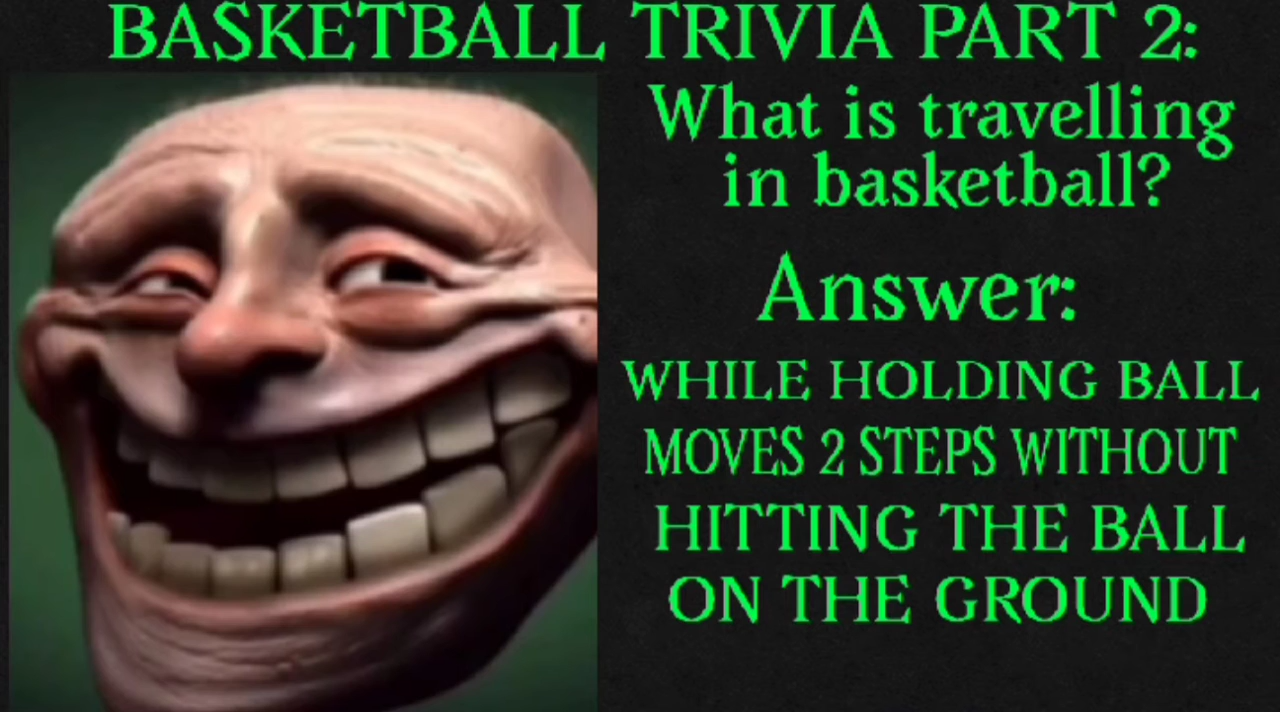 BASKETBALL TRIVIA PART 2:
What is travelling
in basketball?
Answer:
WHILE HOLDING BALL
MOVES 2 STEPS WITHOUT
HITTING THE BALL
ON THE GROUND